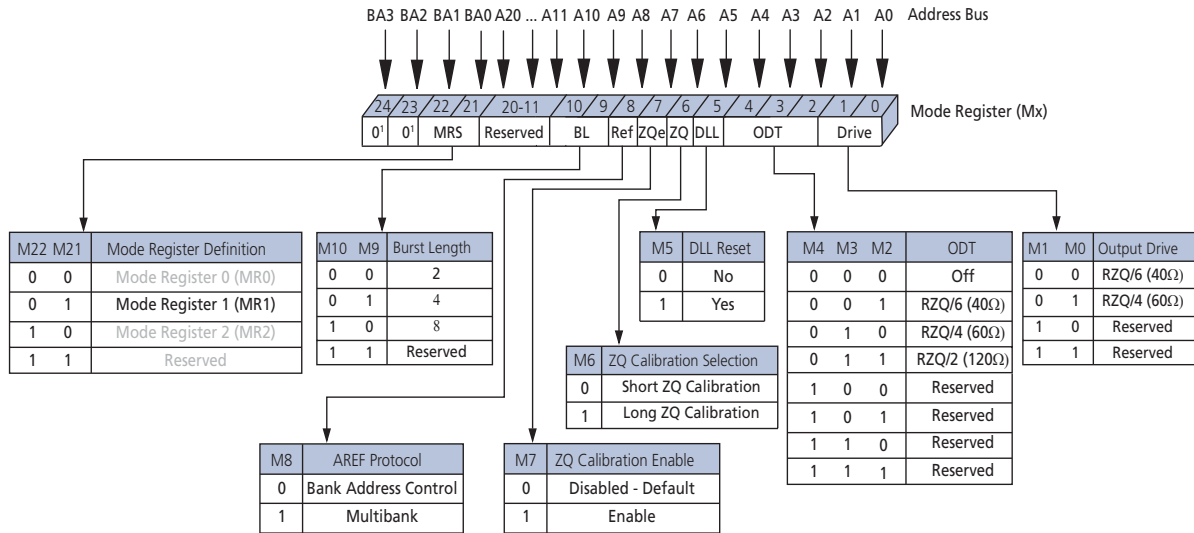 BA3 BA2 BA1 BA0 A20 ... A11 A10 A9 A8 A7 A6 A5 A4 A3 A2 A1 A0 Address Bus
24 23 22 21 20-11 10 9 8 7 6 5 4 3 2 1 0 Mode Register (Mx)
0¹ 0¹ MRS Reserved BL Ref ZQe ZQ DLL ODT Drive
M22 M21 Mode Register Definition
0 0 Mode Register 0 (MR0)
0 1 Mode Register 1 (MR1)
1 0 Mode Register 2 (MR2)
1 1 Reserved
M10 M9 Burst Length
0 0 2
0 1 4
1 0 8
1 1 Reserved
M5 DLL Reset
0 No
1 Yes
M4 M3 M2 ODT
0 0 0 Off
0 0 1 RZQ/6 (40Ω)
0 1 0 RZQ/4 (60Ω)
0 1 1 RZQ/2 (120Ω)
1 0 0 Reserved
1 0 1 Reserved
1 1 0 Reserved
1 1 1 Reserved
M1 M0 Output Drive
0 0 RZQ/6 (40Ω)
0 1 RZQ/4 (60Ω)
1 0 Reserved
1 1 Reserved
M6 ZQ Calibration Selection
0 Short ZQ Calibration
1 Long ZQ Calibration
M8 AREF Protocol
0 Bank Address Control
1 Multibank
M7 ZQ Calibration Enable
0 Disabled - Default
1 Enable